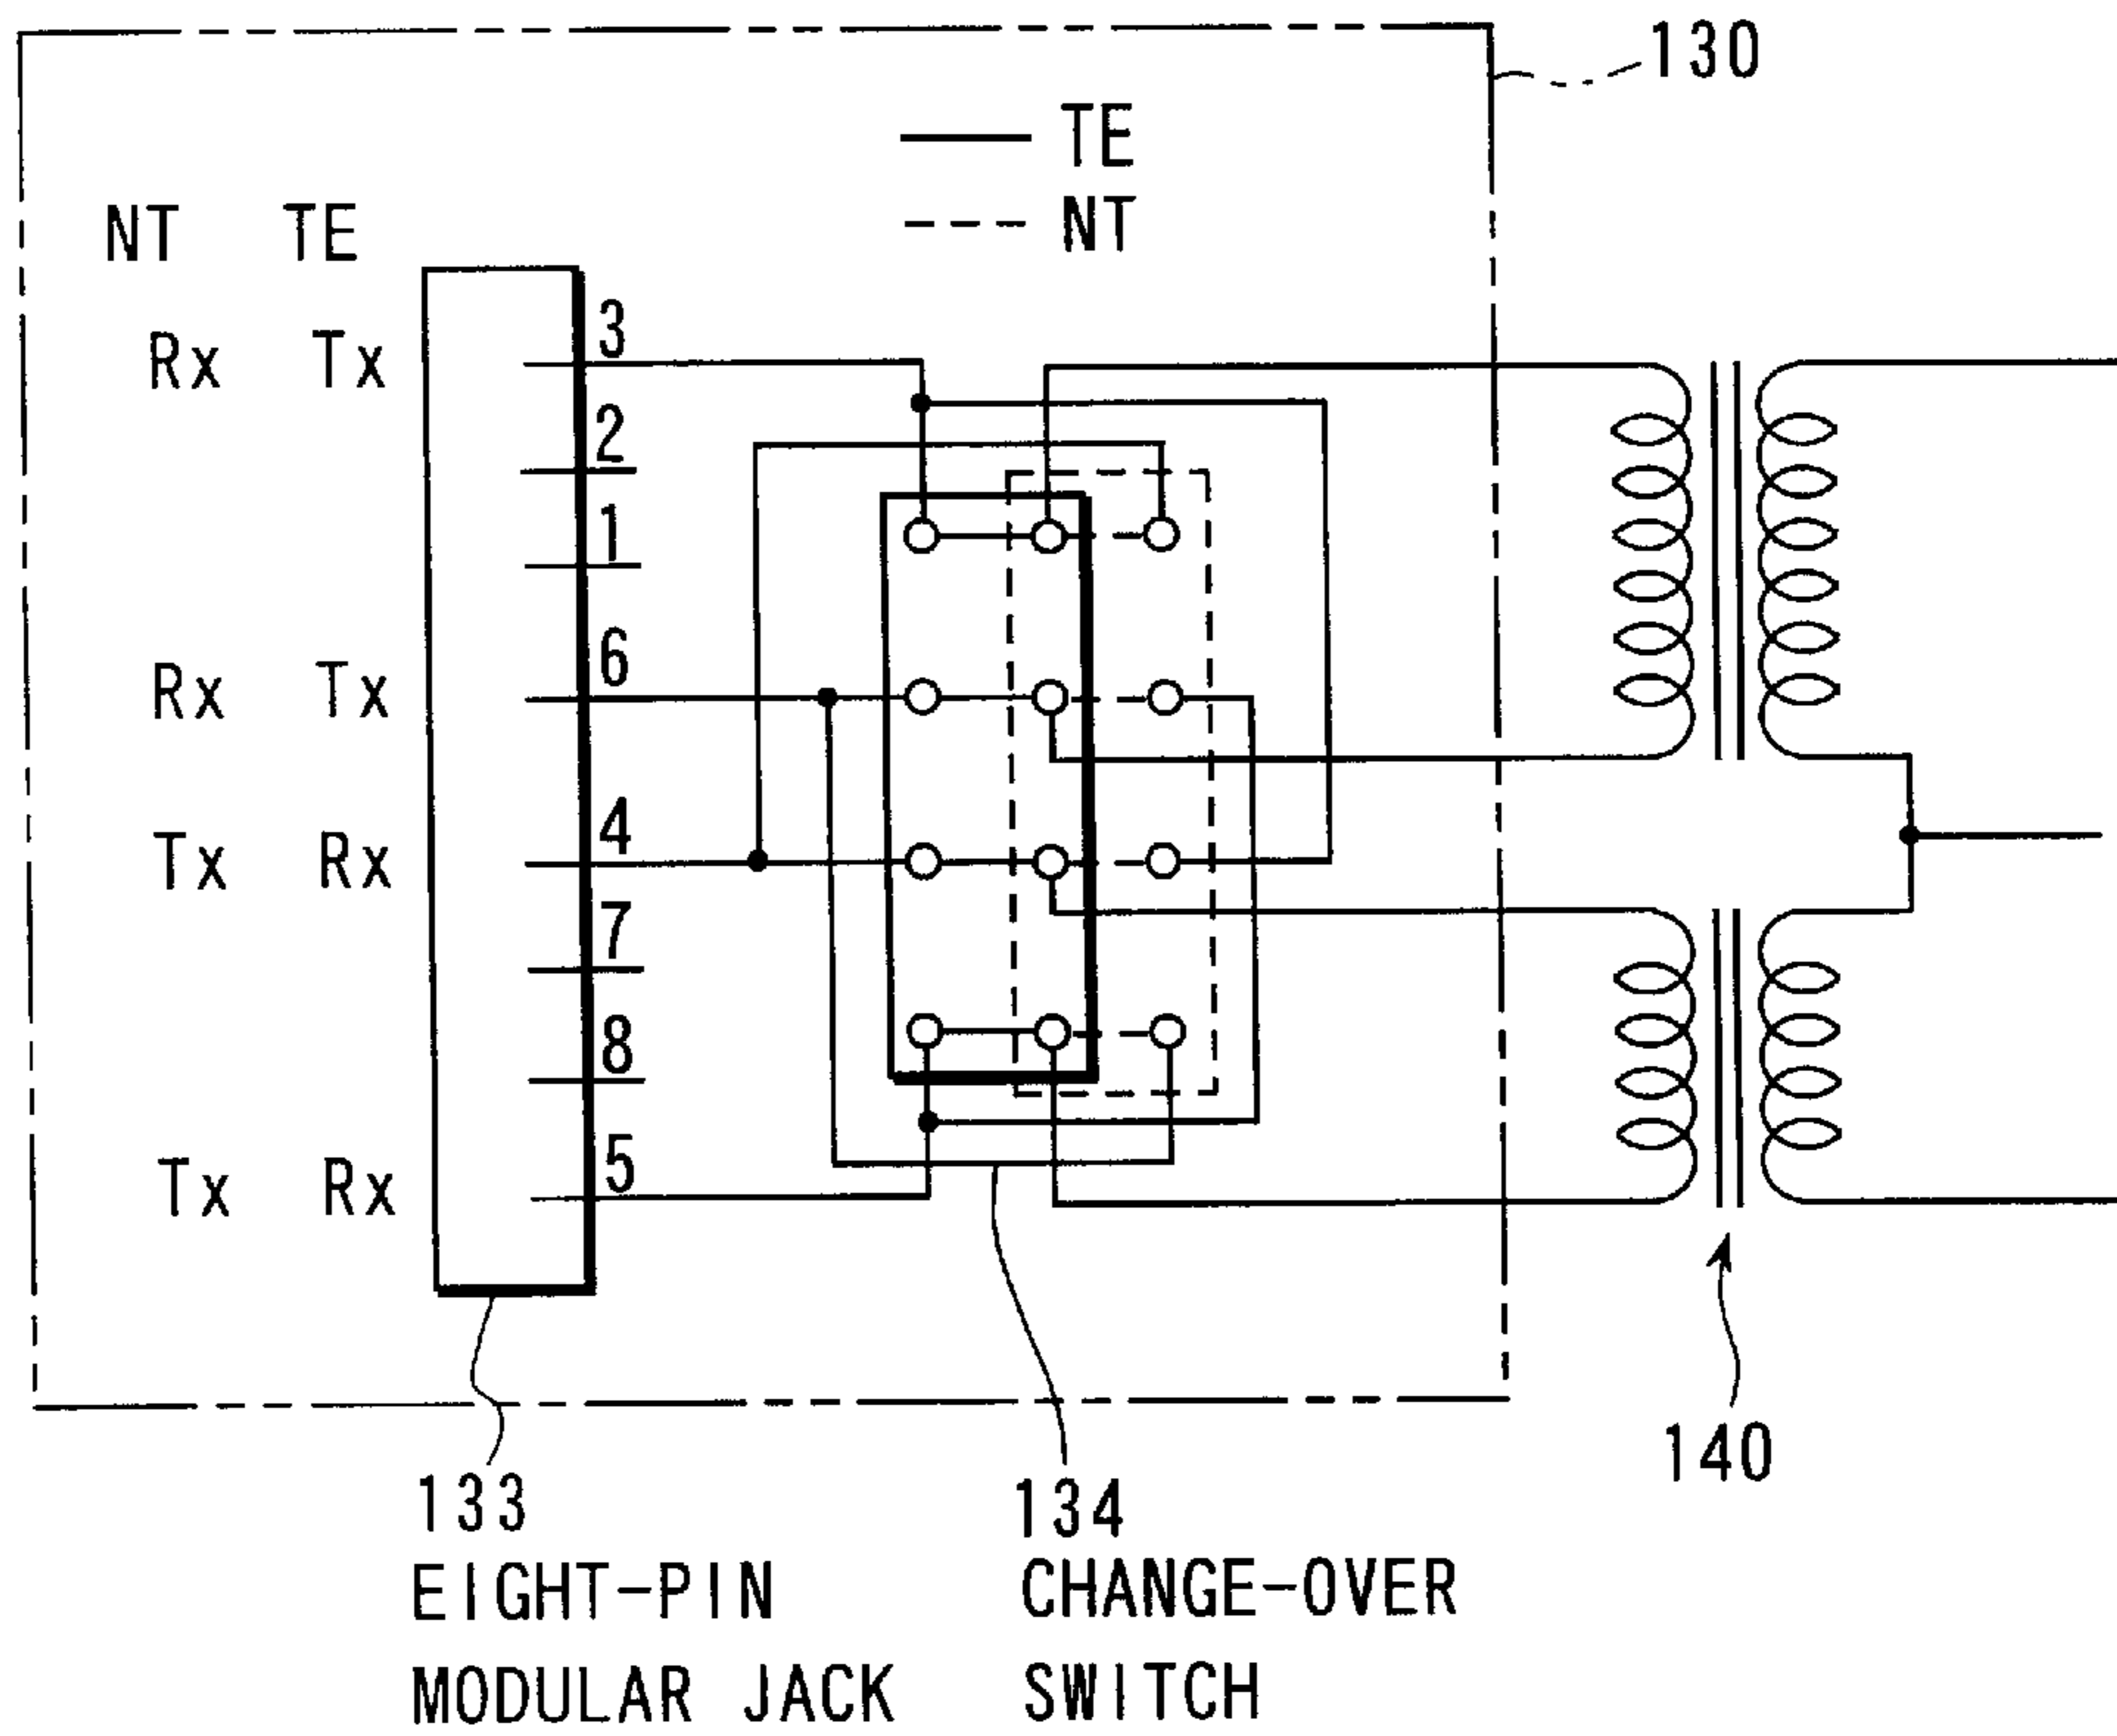 130
TE
NT
NT TE
3
Rx Tx
2
1
6
Rx Tx
4
Tx Rx
7
8
5
Tx Rx
140
133
EIGHT-PIN
MODULAR JACK
134
CHANGE-OVER
SWITCH